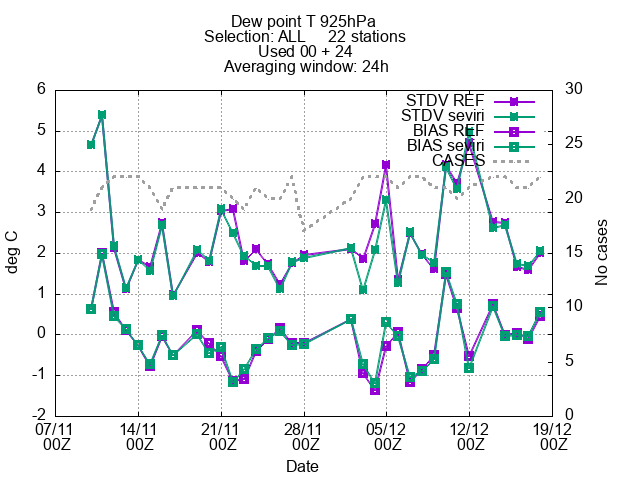 Dew point T 925hPa
Selection: ALL     22 stations
Used 00 + 24
Averaging window: 24h
STDV REF
STDV seviri
BIAS REF
BIAS seviri
CASES
deg C
6
5
4
3
2
1
0
-1
-2
30
25
20
15
10
5
0
No cases
07/11 14/11 21/11 28/11 05/12 12/12 19/12
00Z 00Z 00Z 00Z 00Z 00Z 00Z
Date